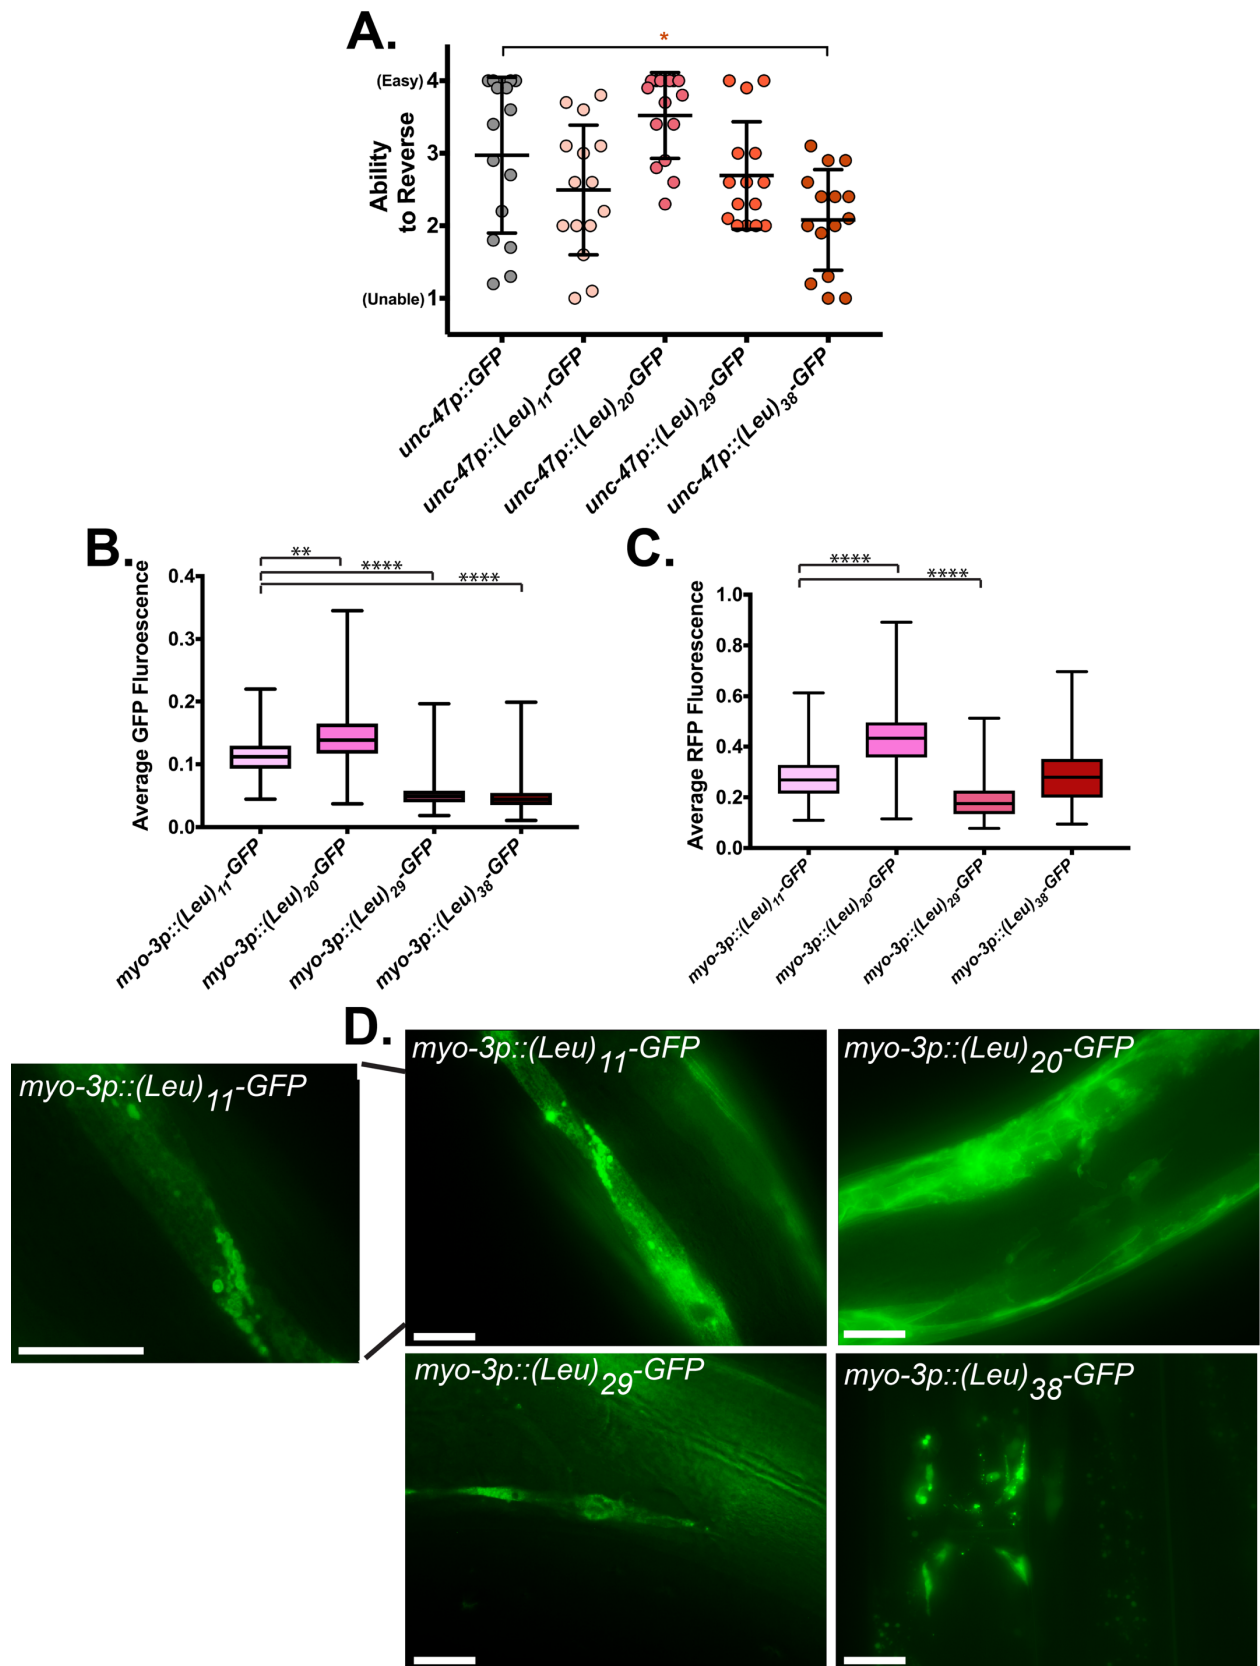 A.
*
(Easy) 4
3
2
(Unable) 1
Ability
to Reverse
unc-47p::GFP
unc-47p::(Leu)11-GFP
unc-47p::(Leu)20-GFP
unc-47p::(Leu)29-GFP
unc-47p::(Leu)38-GFP
B.
**
****
****
0.4
0.3
0.2
0.1
0.0
Average GFP Fluroescence
myo-3p::(Leu)11-GFP
myo-3p::(Leu)20-GFP
myo-3p::(Leu)29-GFP
myo-3p::(Leu)38-GFP
C.
****
****
1.0
0.8
0.6
0.4
0.2
0.0
Average RFP Fluorescence
myo-3p::(Leu)11-GFP
myo-3p::(Leu)20-GFP
myo-3p::(Leu)29-GFP
myo-3p::(Leu)38-GFP
D.
myo-3p::(Leu)11-GFP
myo-3p::(Leu)11-GFP
myo-3p::(Leu)20-GFP
myo-3p::(Leu)29-GFP
myo-3p::(Leu)38-GFP